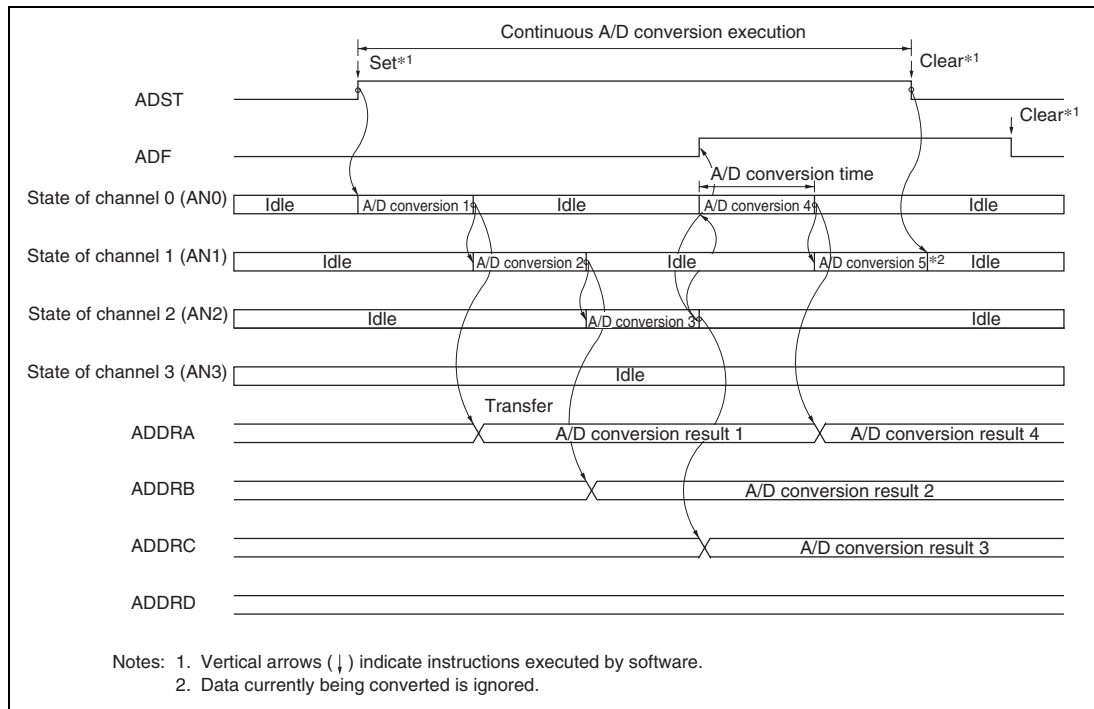 Continuous A/D conversion execution
Set*1
Clear*1
ADST
Clear*1
ADF
A/D conversion time
State of channel 0 (AN0)
Idle
A/D conversion 1
Idle
A/D conversion 4
Idle
State of channel 1 (AN1)
Idle
A/D conversion 2
Idle
A/D conversion 5
*2
Idle
State of channel 2 (AN2)
Idle
A/D conversion 3
Idle
State of channel 3 (AN3)
Idle
Transfer
ADDRA
A/D conversion result 1
A/D conversion result 4
ADDRB
A/D conversion result 2
ADDRC
A/D conversion result 3
ADDRD
Notes: 1. Vertical arrows (↓) indicate instructions executed by software.
2. Data currently being converted is ignored.